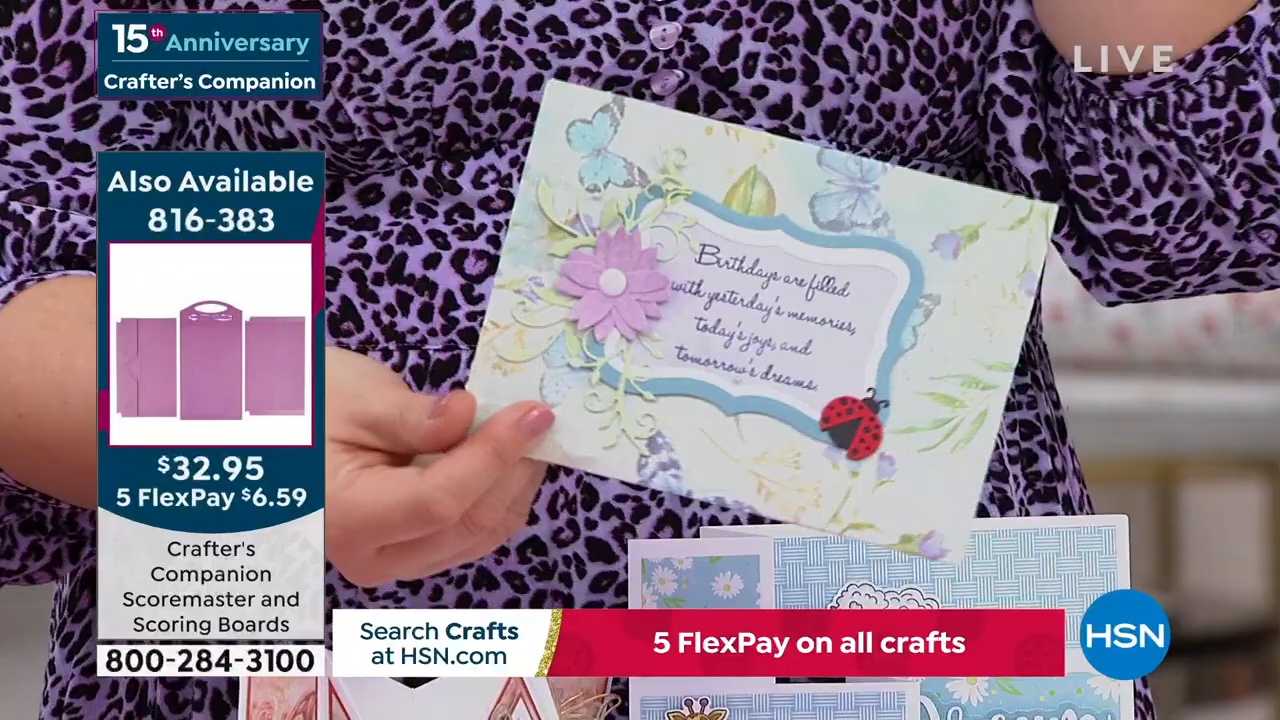 15th Anniversary
Crafter's Companion
LIVE
Also Available
816-383
$32.95
5 FlexPay $6.59
Crafter's
Companion
Scoremaster and
Scoring Boards
800-284-3100
Birthdays are filled
with yesterday's memories,
today's joys, and
tomorrow's dreams.
Search Crafts
at HSN.com
5 FlexPay on all crafts
HSN